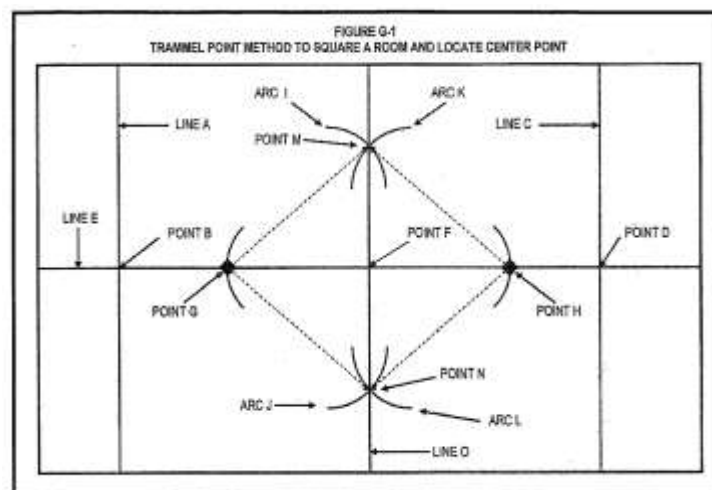 FIGURE G-1
TRAMMEL POINT METHOD TO SQUARE A ROOM AND LOCATE CENTER POINT
ARC I
ARC K
LINE A
LINE C
POINT M
LINE E
POINT B
POINT F
POINT D
POINT G
POINT H
POINT N
ARC J
ARC L
LINE O